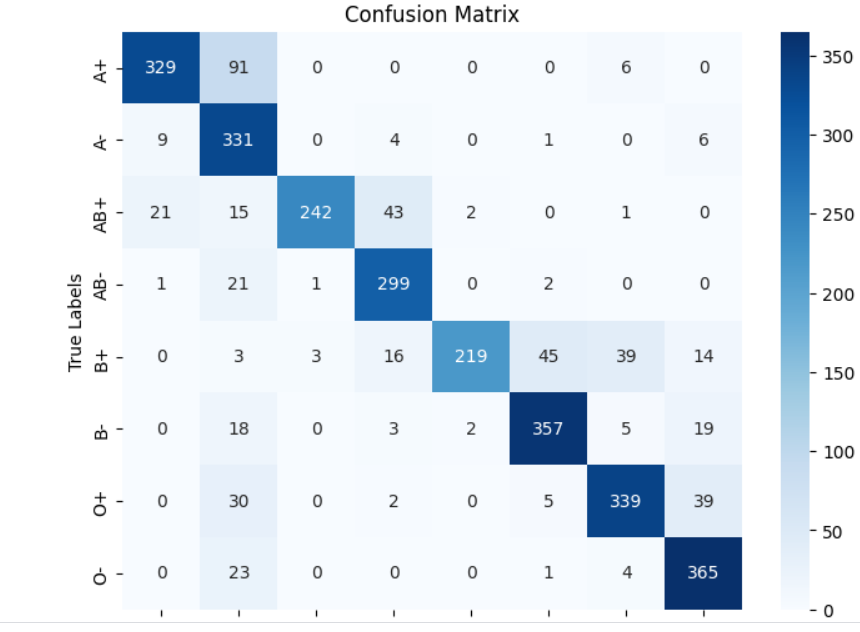 Confusion Matrix
A+ 329 91 0 0 0 0 6 0
A- 9 331 0 4 0 1 0 6
AB+ 21 15 242 43 2 0 1 0
AB- 1 21 1 299 0 2 0 0
B+ 0 3 3 16 219 45 39 14
B- 0 18 0 3 2 357 5 19
O+ 0 30 0 2 0 5 339 39
O- 0 23 0 0 0 1 4 365
True Labels
350
300
250
200
150
100
50
0